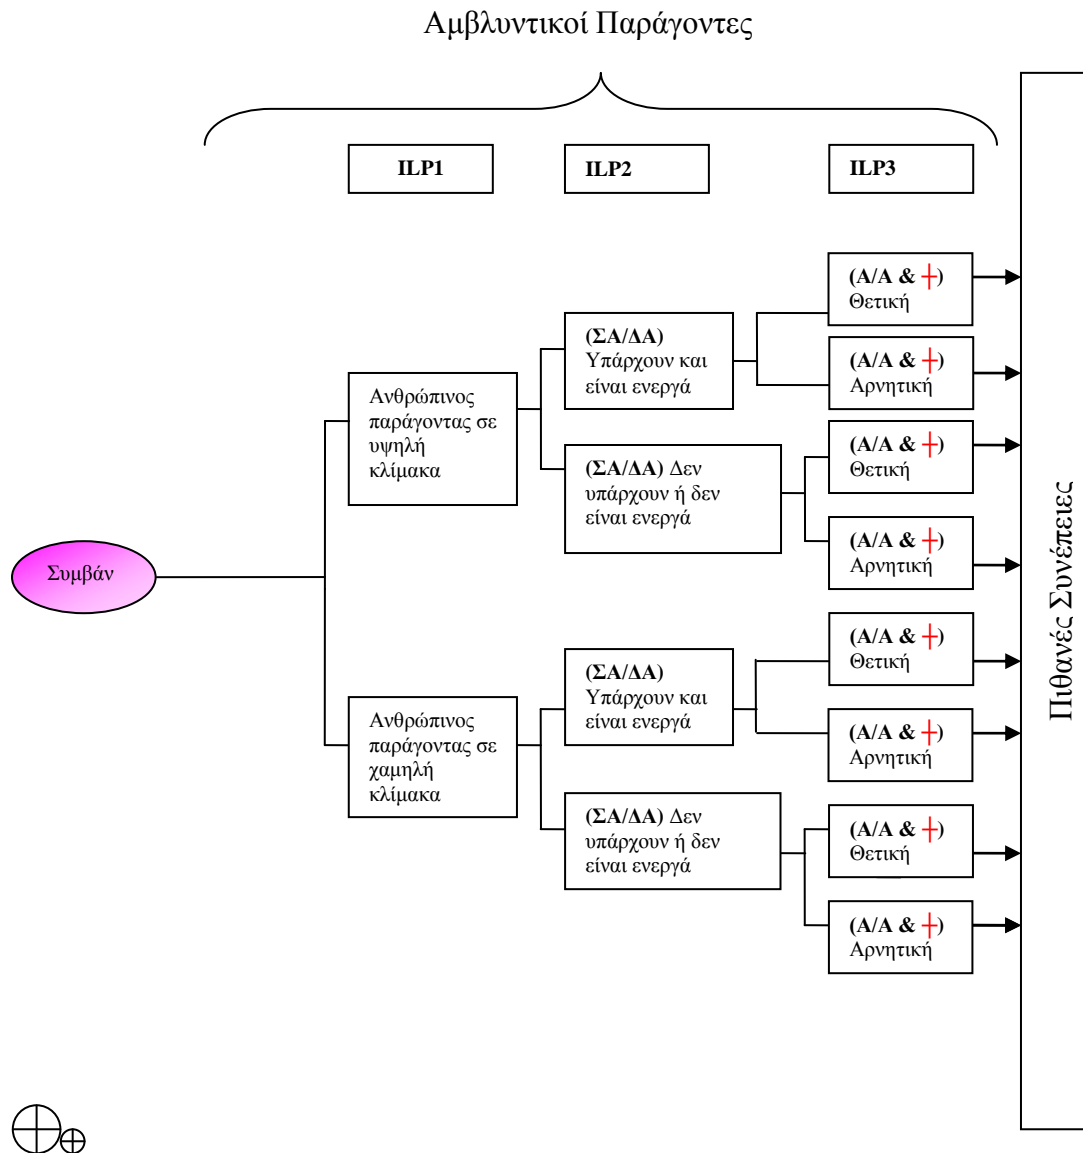 Αμβλυντικοί Παράγοντες
ILP1
ILP2
ILP3
Συμβάν
Ανθρώπινος
παράγοντας σε
υψηλή
κλίμακα
Ανθρώπινος
παράγοντας σε
χαμηλή
κλίμακα
(ΣΑ/ΔΑ)
Υπάρχουν και
είναι ενεργά
(ΣΑ/ΔΑ) Δεν
υπάρχουν ή δεν
είναι ενεργά
(ΣΑ/ΔΑ)
Υπάρχουν και
είναι ενεργά
(ΣΑ/ΔΑ) Δεν
υπάρχουν ή δεν
είναι ενεργά
(Α/Α & +)
Θετική
(Α/Α & +)
Αρνητική
(Α/Α & +)
Θετική
(Α/Α & +)
Αρνητική
(Α/Α & +)
Θετική
(Α/Α & +)
Αρνητική
(Α/Α & +)
Θετική
(Α/Α & +)
Αρνητική
Πιθανές Συνέπειες